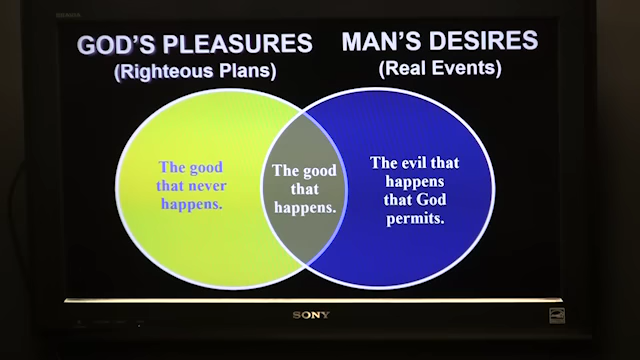 GOD'S PLEASURES
(Righteous Plans)
MAN'S DESIRES
(Real Events)
The good
that never
happens.
The good
that
happens.
The evil that
happens
that God
permits.
SONY